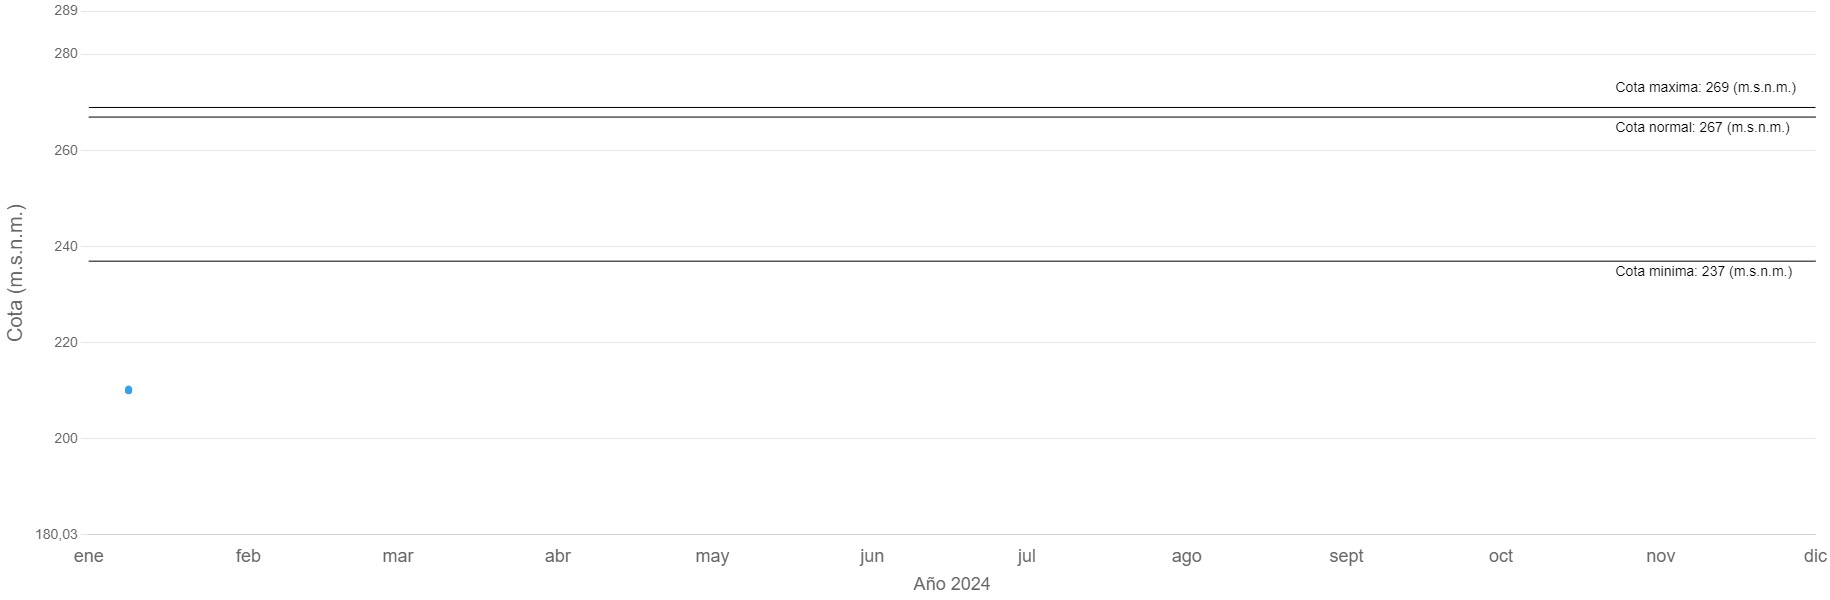 289
280
Cota maxima: 269 (m.s.n.m.)
Cota normal: 267 (m.s.n.m.)
260
Cota (m.s.n.m.)
240
Cota minima: 237 (m.s.n.m.)
220
200
180,03
ene feb mar abr may jun jul ago sept oct nov dic
Año 2024